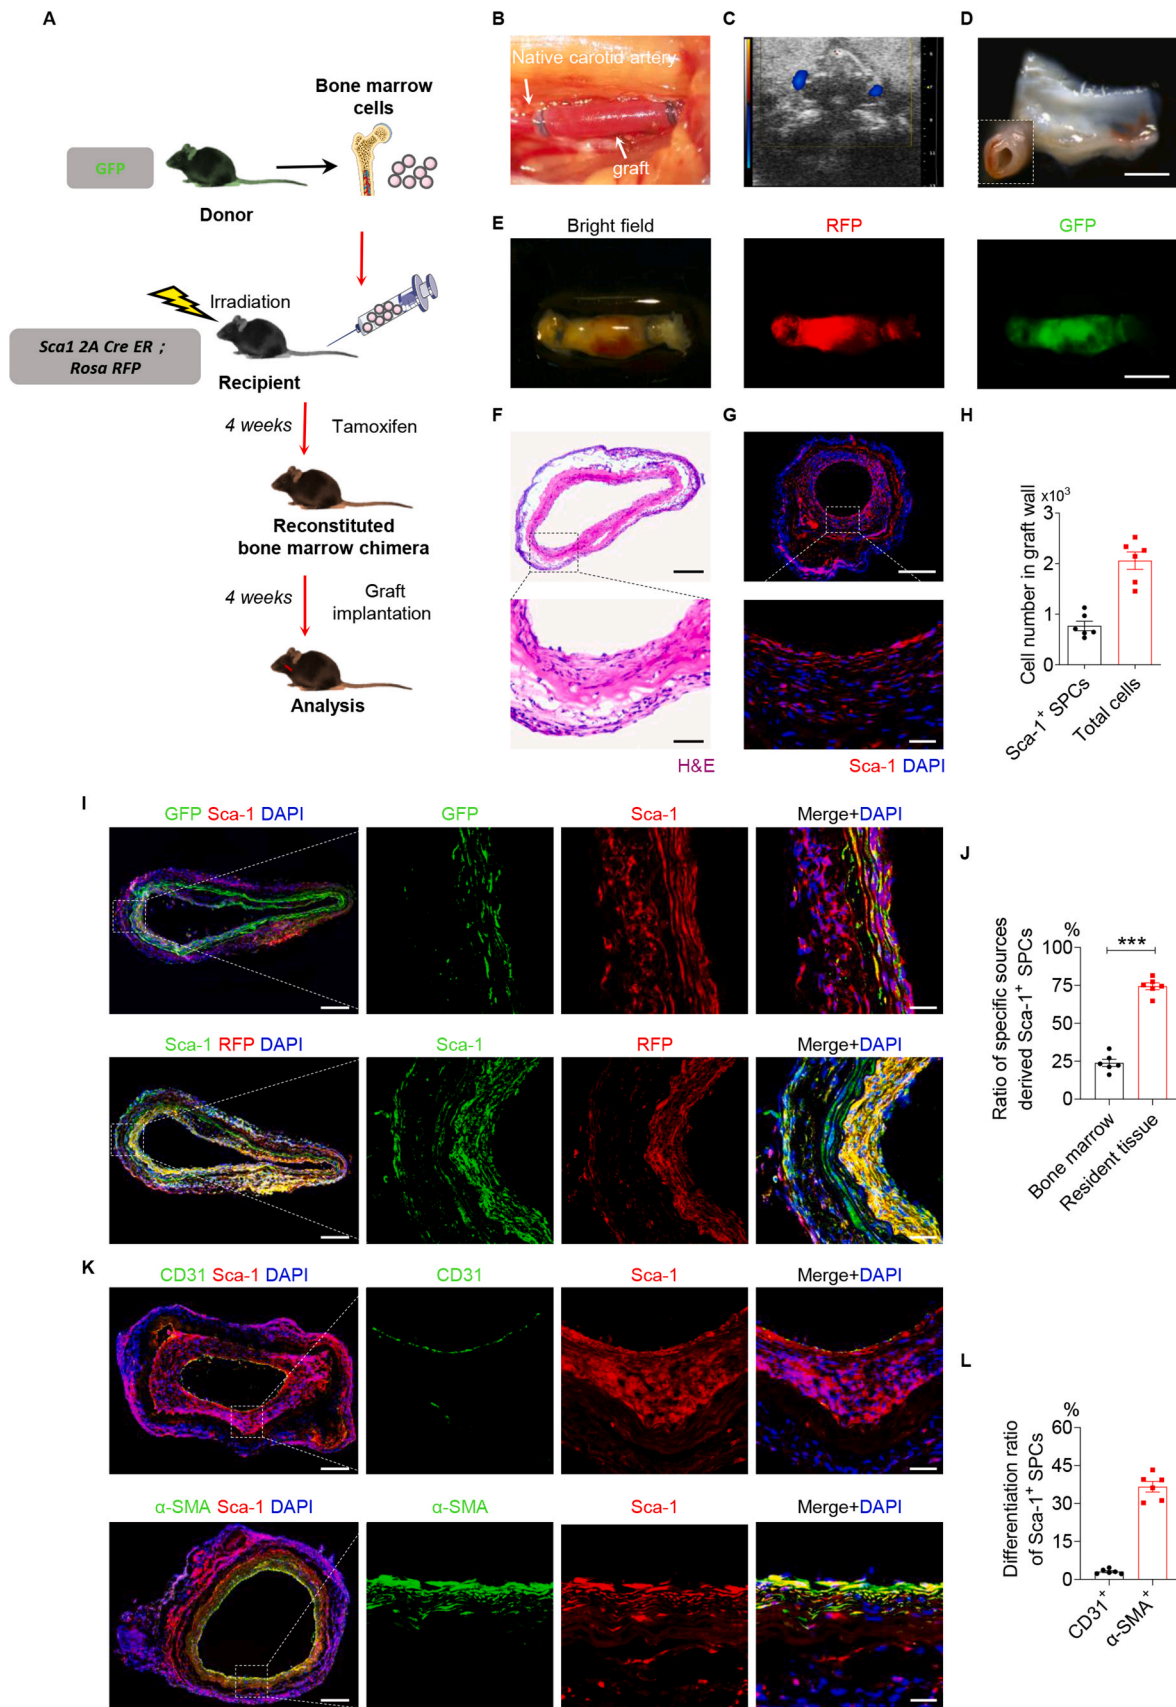 A
Bone marrow
cells
GFP
Donor
Irradiation
Sca1 2A Cre ER ;
Rosa RFP
Recipient
4 weeks
Tamoxifen
Reconstituted
bone marrow chimera
4 weeks
Graft
implantation
Analysis
B
Native carotid artery
graft
C
D
E
Bright field
RFP
GFP
F
H&E
G
Sca-1 DAPI
H
×10³
Cell number in graft wall
3
2
1
0
Sca-1⁺ SPCs
Total cells
I
GFP Sca-1 DAPI
GFP
Sca-1
Merge+DAPI
Sca-1 RFP DAPI
Sca-1
RFP
Merge+DAPI
J
%
Ratio of specific sources
derived Sca-1⁺ SPCs
100
75
50
25
0
***
Bone marrow
Resident tissue
K
CD31 Sca-1 DAPI
CD31
Sca-1
Merge+DAPI
α-SMA Sca-1 DAPI
α-SMA
Sca-1
Merge+DAPI
L
%
Differentiation ratio
of Sca-1⁺ SPCs
60
45
30
15
0
CD31⁺
α-SMA⁺